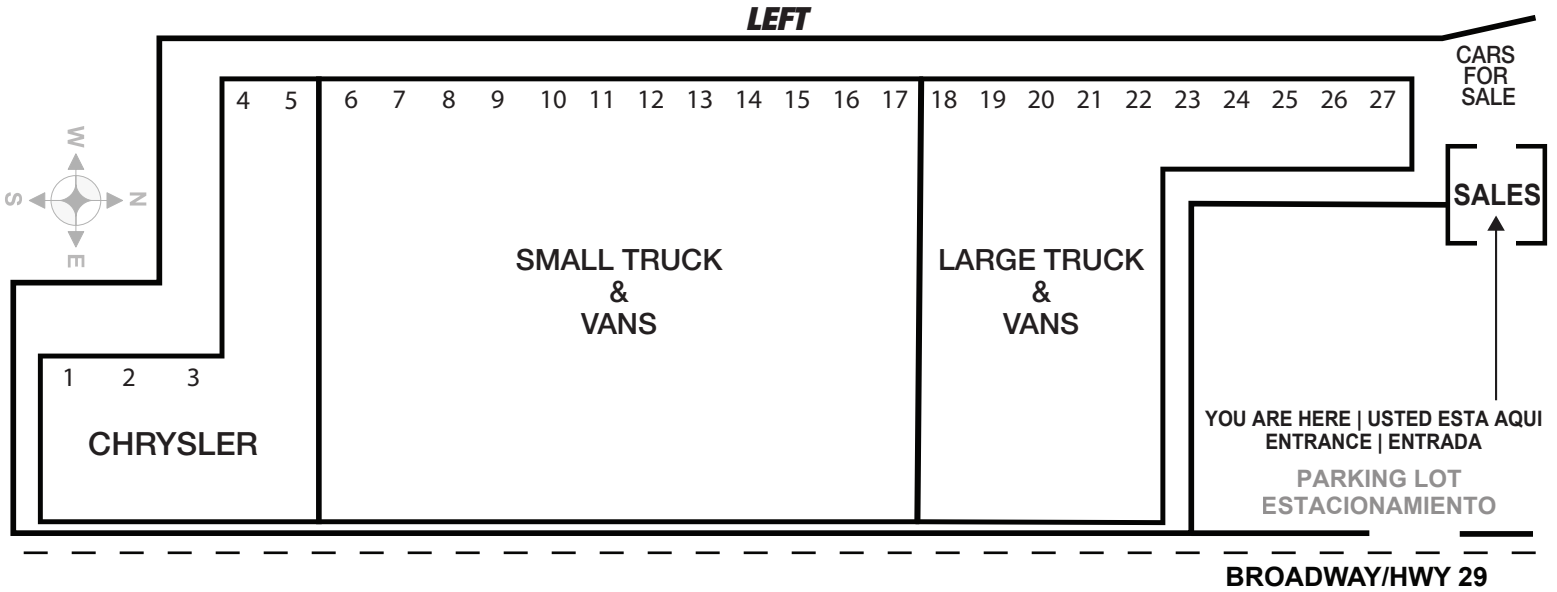 LEFT
CARS
FOR
SALE
4 5 6 7 8 9 10 11 12 13 14 15 16 17 18 19 20 21 22 23 24 25 26 27
W
S N
E
SALES
SMALL TRUCK
&
VANS
LARGE TRUCK
&
VANS
1 2 3
CHRYSLER
YOU ARE HERE | USTED ESTA AQUI
ENTRANCE | ENTRADA
PARKING LOT
ESTACIONAMIENTO
BROADWAY/HWY 29